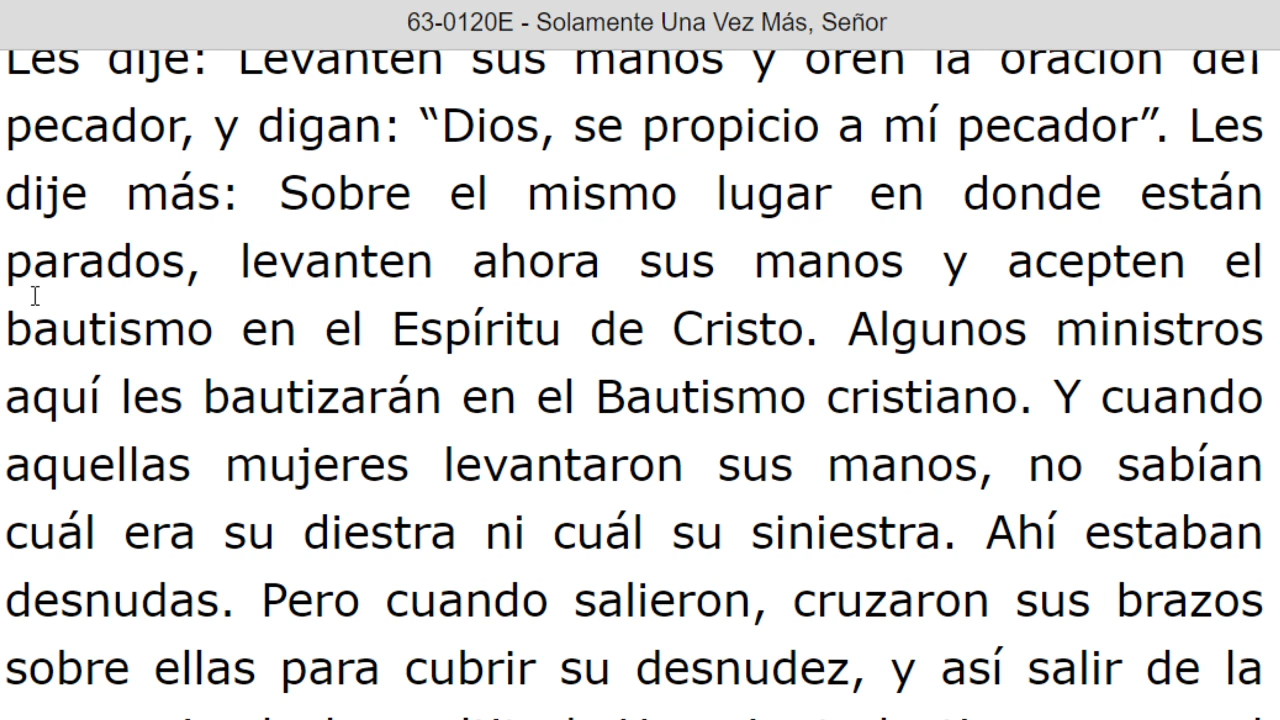 63-0120E - Solamente Una Vez Más, Señor
Les dije: Levanten sus manos y oren la oración del
pecador, y digan: “Dios, se propicio a mí pecador”. Les
dije más: Sobre el mismo lugar en donde están
parados, levanten ahora sus manos y acepten el
bautismo en el Espíritu de Cristo. Algunos ministros
aquí les bautizarán en el Bautismo cristiano. Y cuando
aquellas mujeres levantaron sus manos, no sabían
cuál era su diestra ni cuál su siniestra. Ahí estaban
desnudas. Pero cuando salieron, cruzaron sus brazos
sobre ellas para cubrir su desnudez, y así salir de la